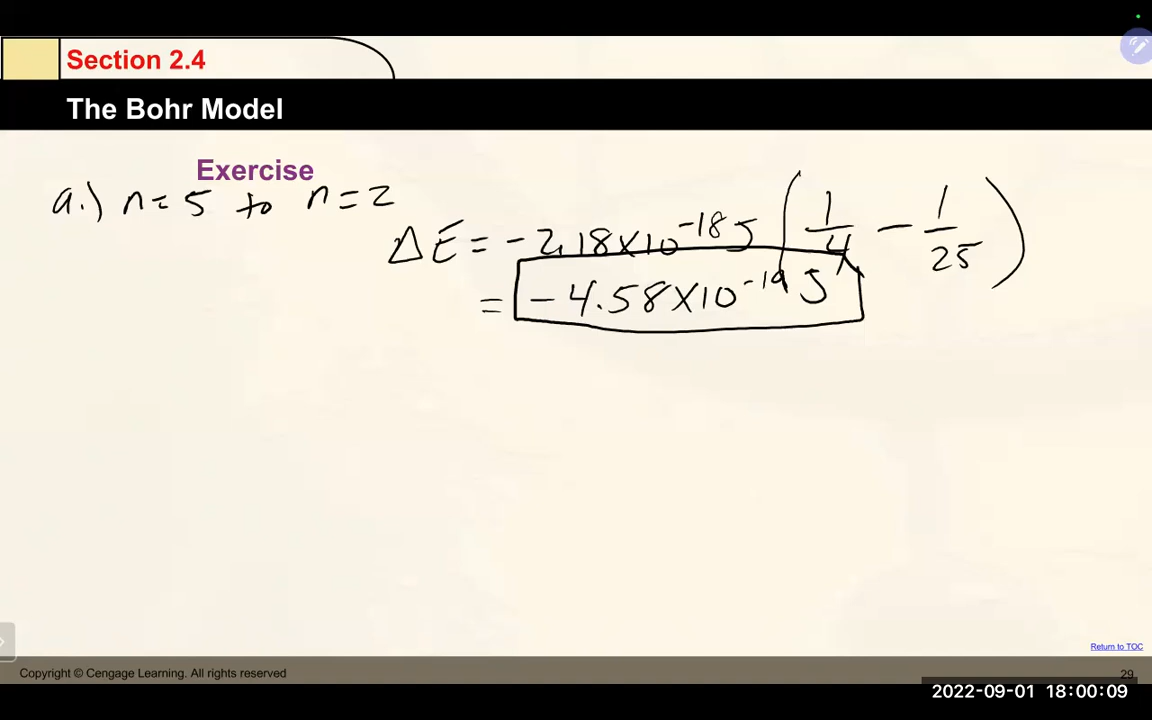 Section 2.4
The Bohr Model
Exercise
a.) n = 5 to n = 2
ΔE = -2.18×10⁻¹⁸ J (1/4 - 1/25)
= -4.58×10⁻¹⁹ J
Return to TOC
Copyright © Cengage Learning. All rights reserved
29
2022-09-01 18:00:09